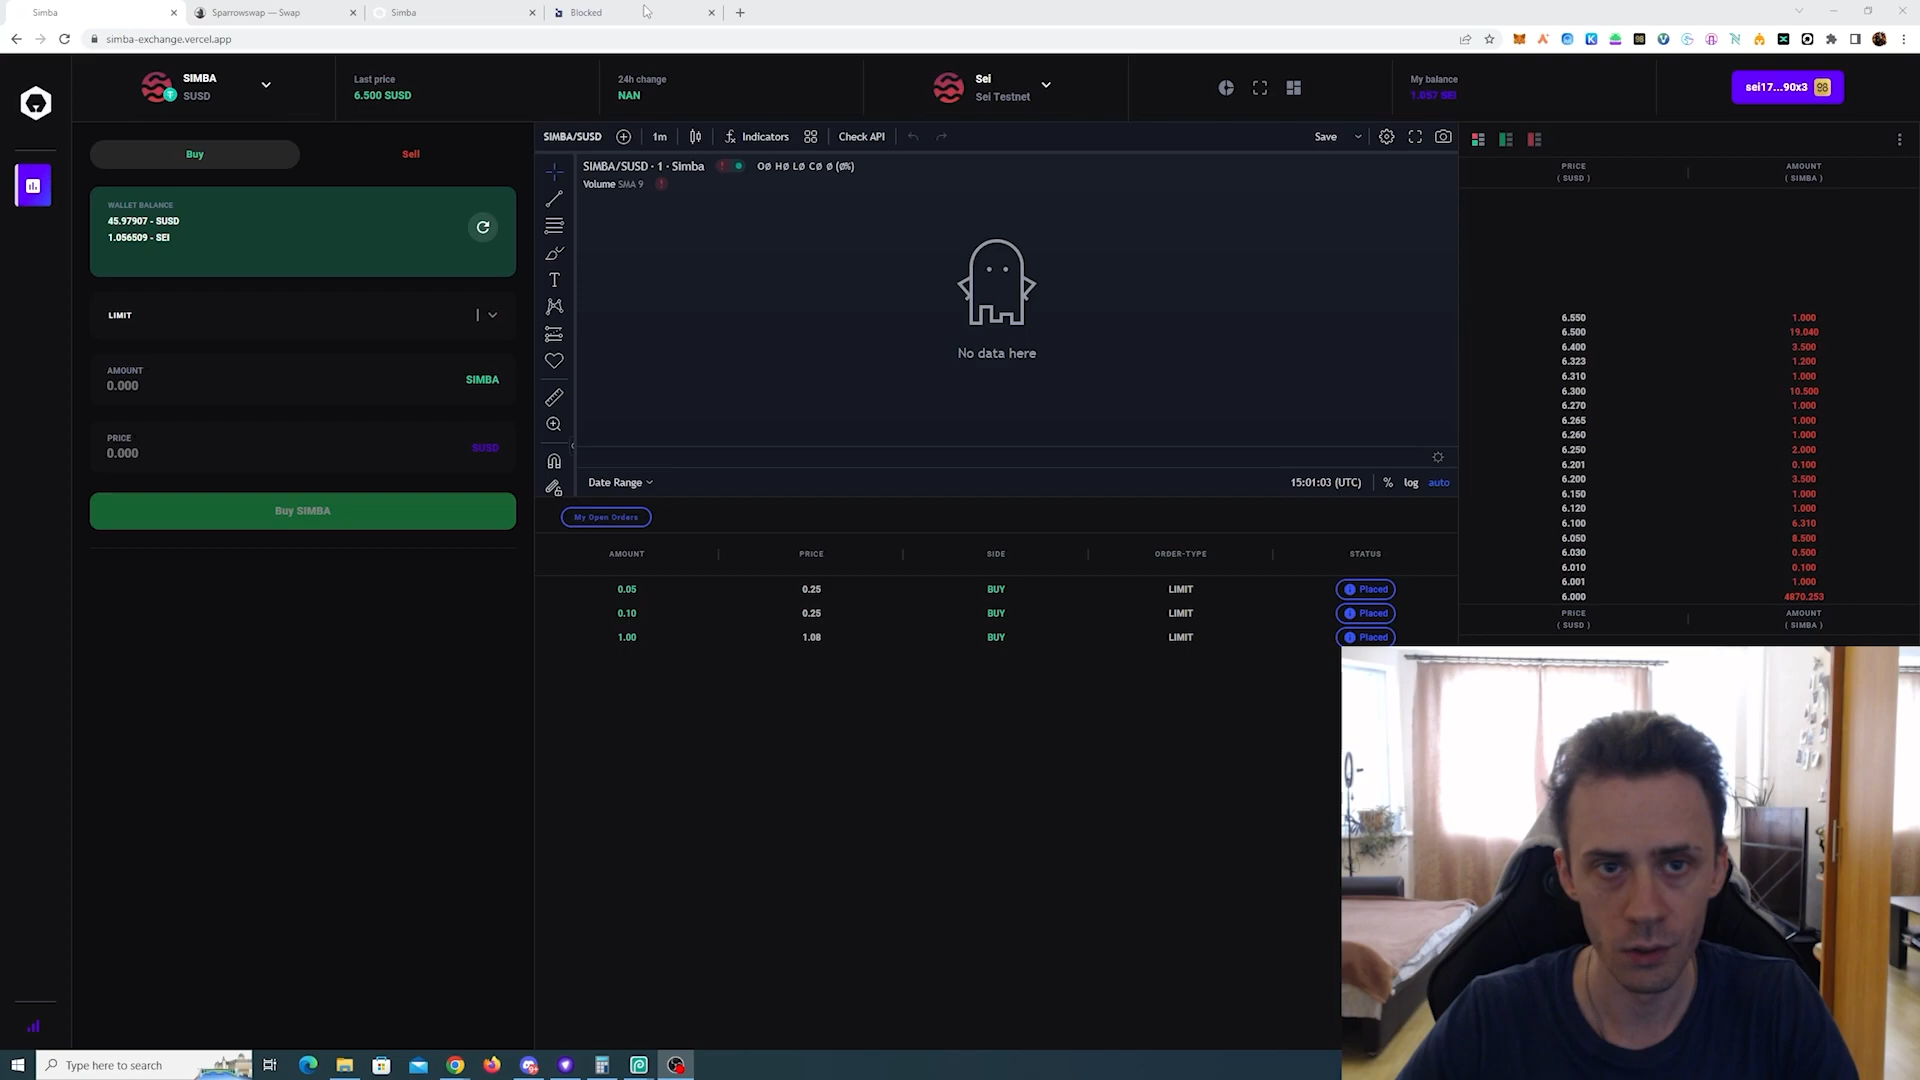 Simba
Sparrowswap — Swap
Simba
Blocked
simba-exchange.vercel.app
SIMBA
SUSD
Last price
6.500 SUSD
24h change
NAN
Sei
Sei Testnet
My balance
1.057 SEI
sei17...90x3
98
Buy
Sell
WALLET BALANCE
45.97907 - SUSD
1.056509 - SEI
LIMIT
AMOUNT
0.000
SIMBA
PRICE
0.000
SUSD
Buy SIMBA
SIMBA/SUSD
1m
Indicators
Check API
Save
SIMBA/SUSD · 1 · Simba
OØ HØ LØ CØ Ø (Ø%)
Volume SMA 9
No data here
Date Range
15:01:03 (UTC)
%
log
auto
My Open Orders
AMOUNT PRICE SIDE ORDER-TYPE STATUS
0.05 0.25 BUY LIMIT Placed
0.10 0.25 BUY LIMIT Placed
1.00 1.08 BUY LIMIT Placed
PRICE AMOUNT
( SUSD ) ( SIMBA )
6.550 1.000
6.500 19.040
6.400 3.500
6.323 1.200
6.310 1.000
6.300 10.500
6.270 1.000
6.265 1.000
6.260 1.000
6.250 2.000
6.201 0.100
6.200 3.500
6.150 1.000
6.120 1.000
6.100 6.310
6.050 8.500
6.030 0.500
6.010 0.100
6.001 1.000
6.000 4870.253
PRICE AMOUNT
( SUSD ) ( SIMBA )
Type here to search